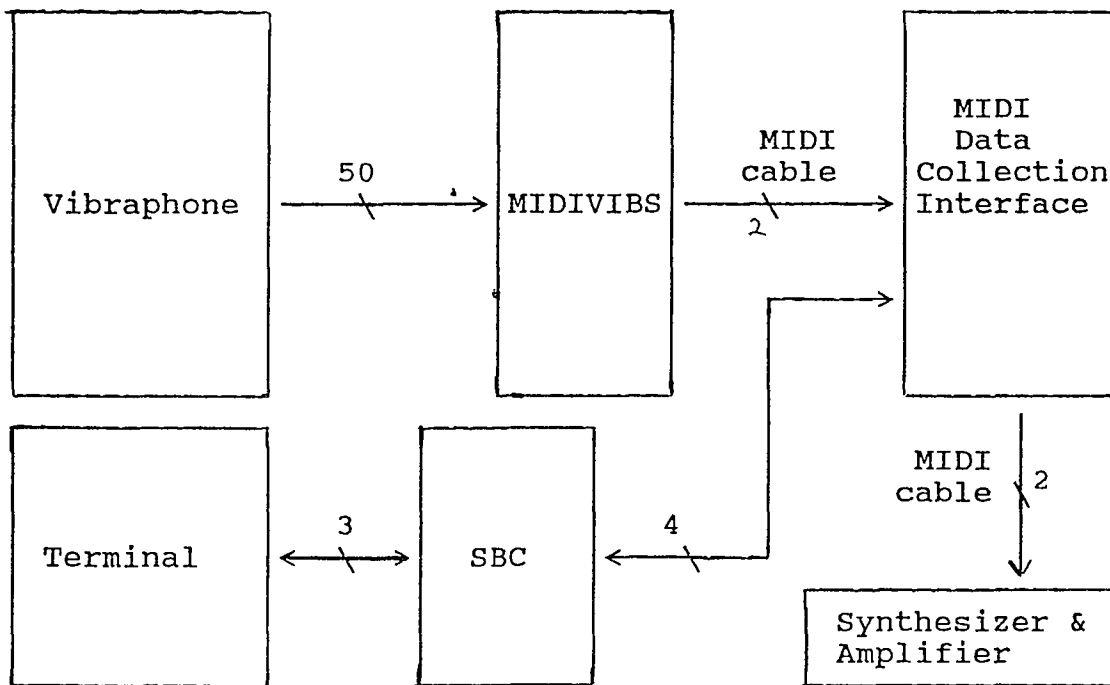 Vibraphone
50
MIDIVIBS
MIDI
cable
2
MIDI
Data
Collection
Interface
Terminal
3
SBC
4
MIDI
cable
2
Synthesizer &
Amplifier